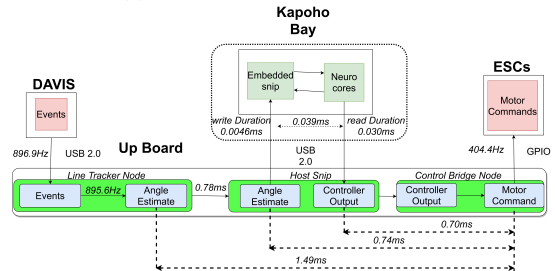 Kapoho
Bay
DAVIS
Events
Embedded
snip
Neuro
cores
write Duration
0.0046ms
0.039ms
read Duration
0.030ms
ESCs
Motor
Commands
896.9Hz
USB 2.0
Up Board
USB
2.0
404.4Hz
GPIO
Line Tracker Node
Host Snip
Control Bridge Node
Events
895.6Hz
Angle
Estimate
0.78ms
Angle
Estimate
Controller
Output
Controller
Output
Motor
Command
0.70ms
0.74ms
1.49ms